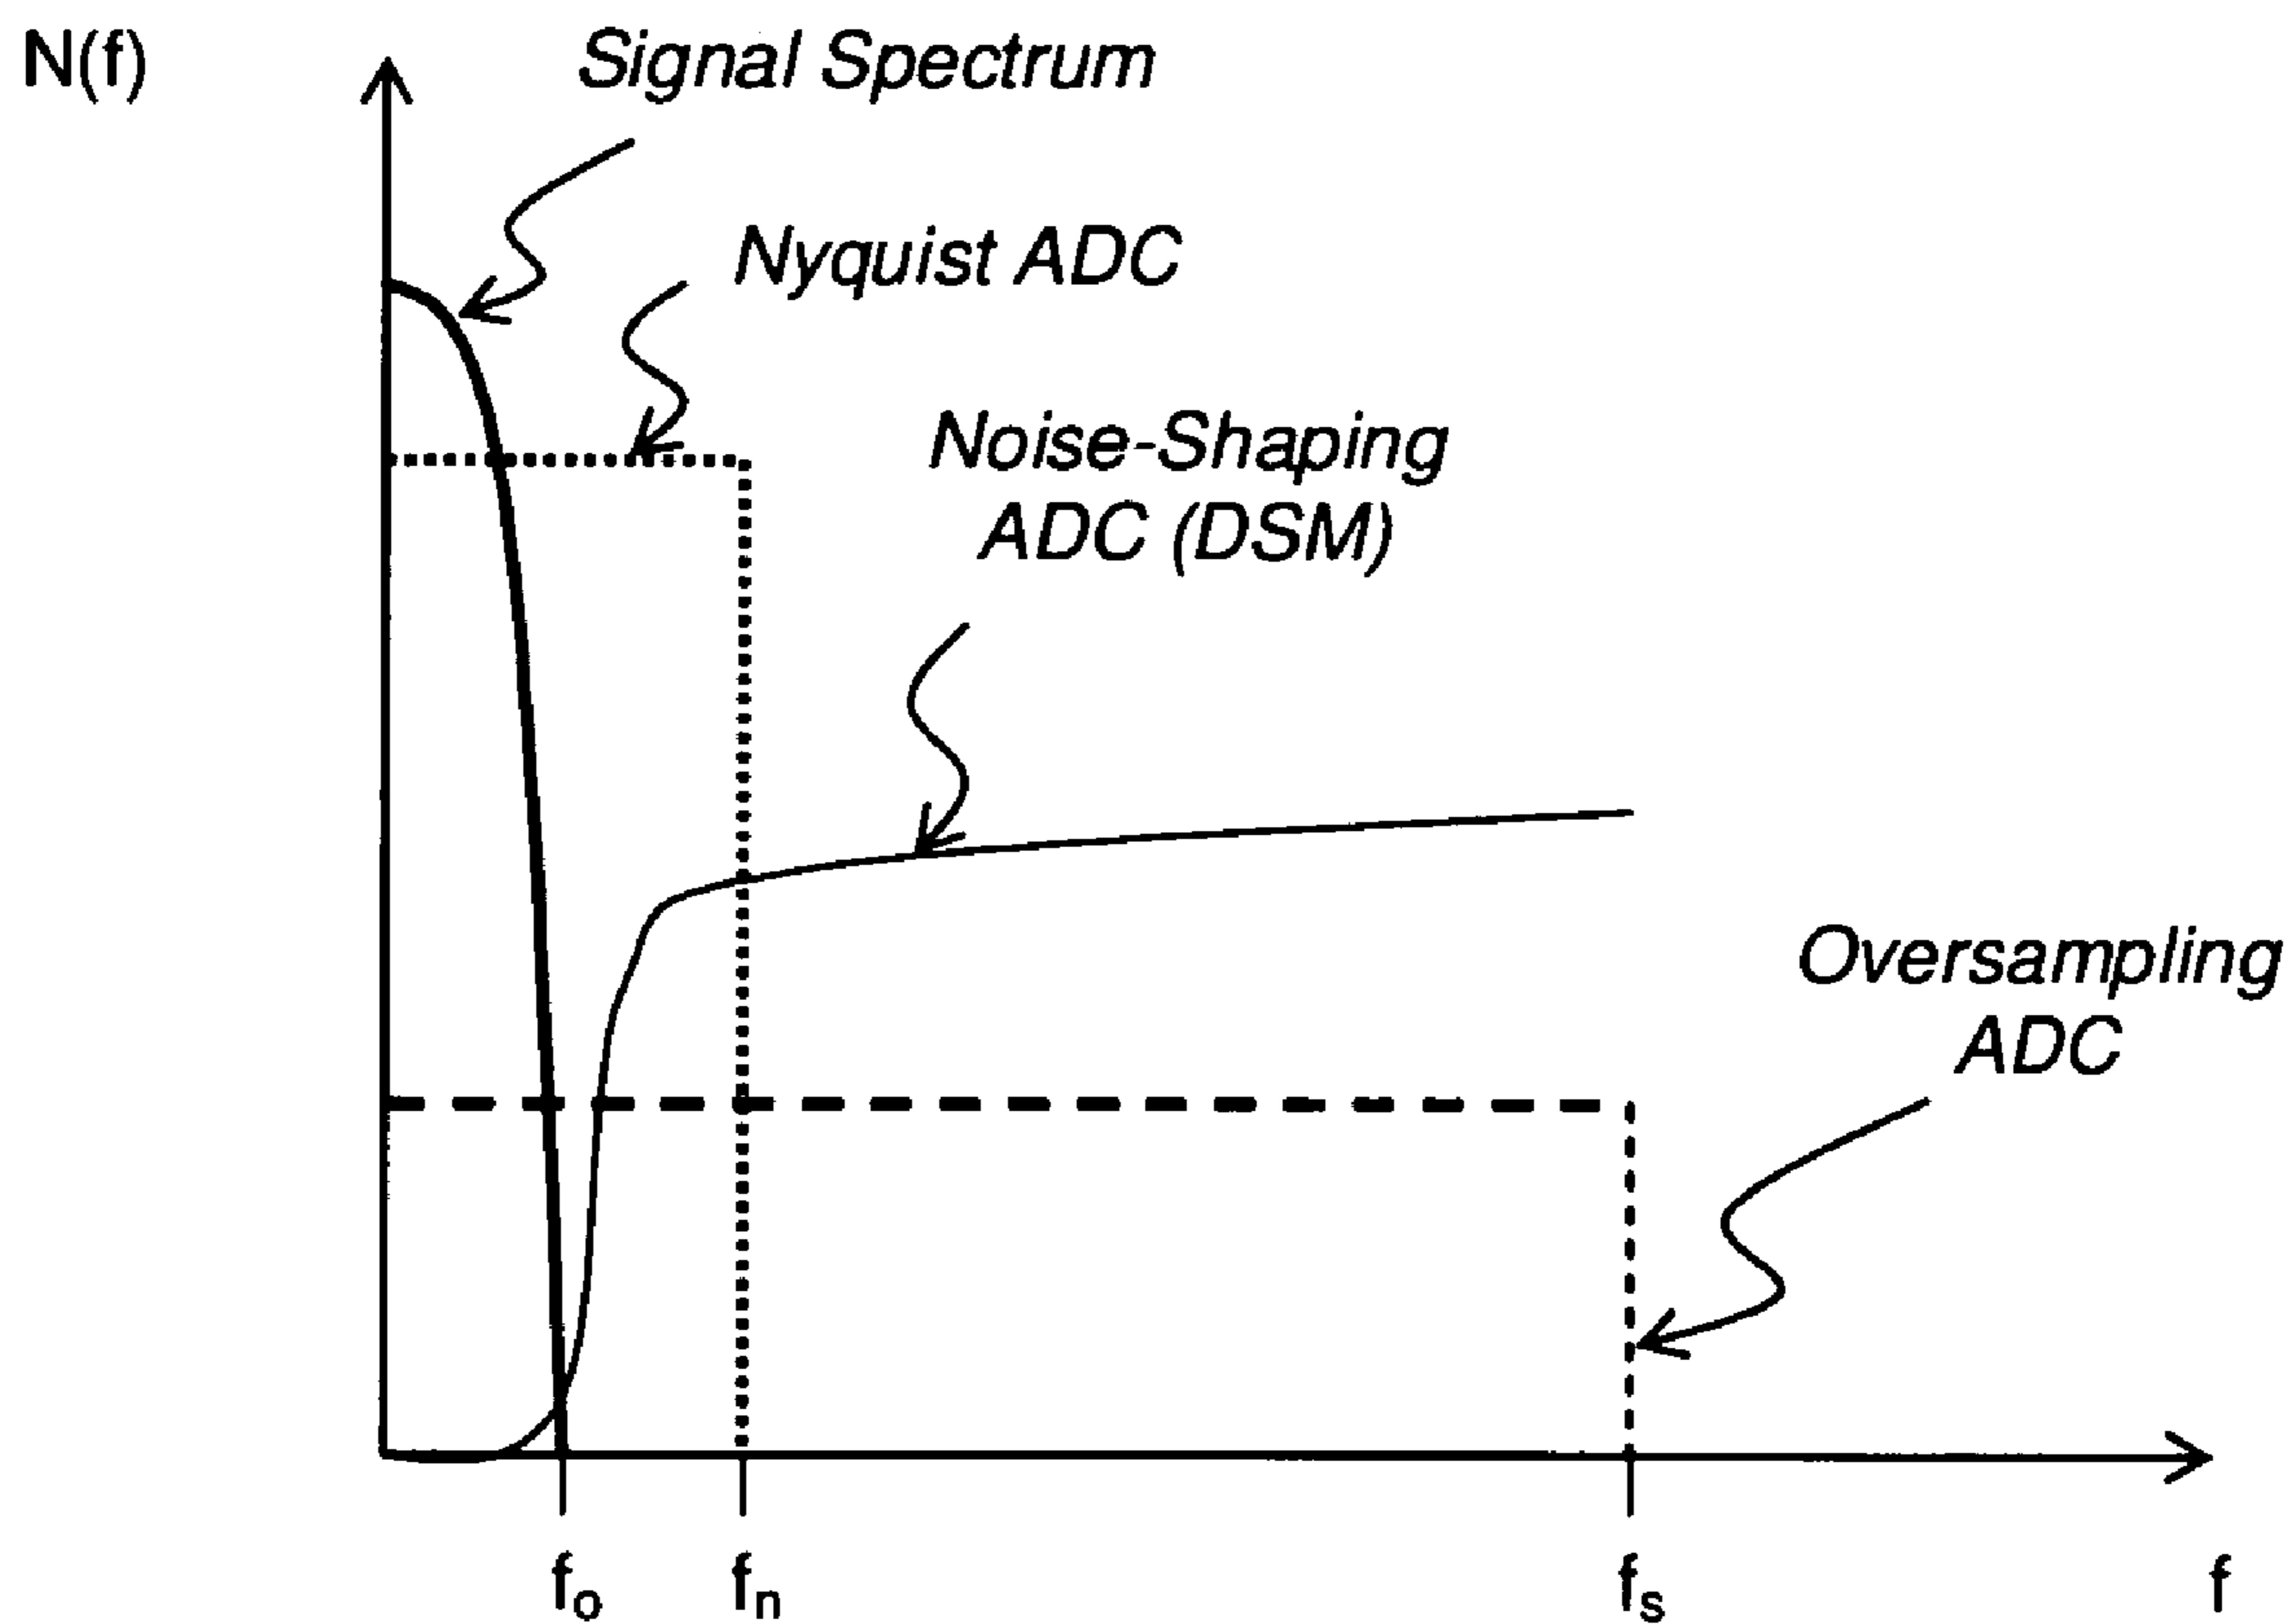 N(f)
Signal Spectrum
Nyquist ADC
Noise-Shaping
ADC (DSM)
Oversampling
ADC
fo
fn
fs
f